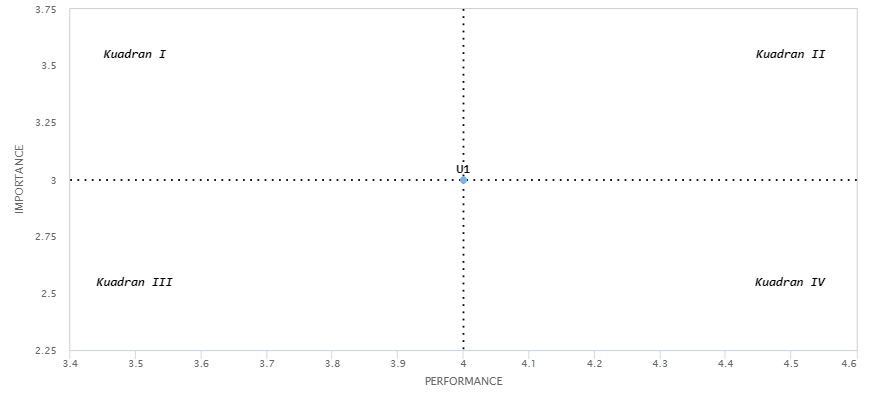 3.75
Kuadran I
Kuadran II
3.5
3.25
U1
3
IMPORTANCE
2.75
Kuadran III
Kuadran IV
2.5
2.25
3.4 3.5 3.6 3.7 3.8 3.9 4 4.1 4.2 4.3 4.4 4.5 4.6
PERFORMANCE